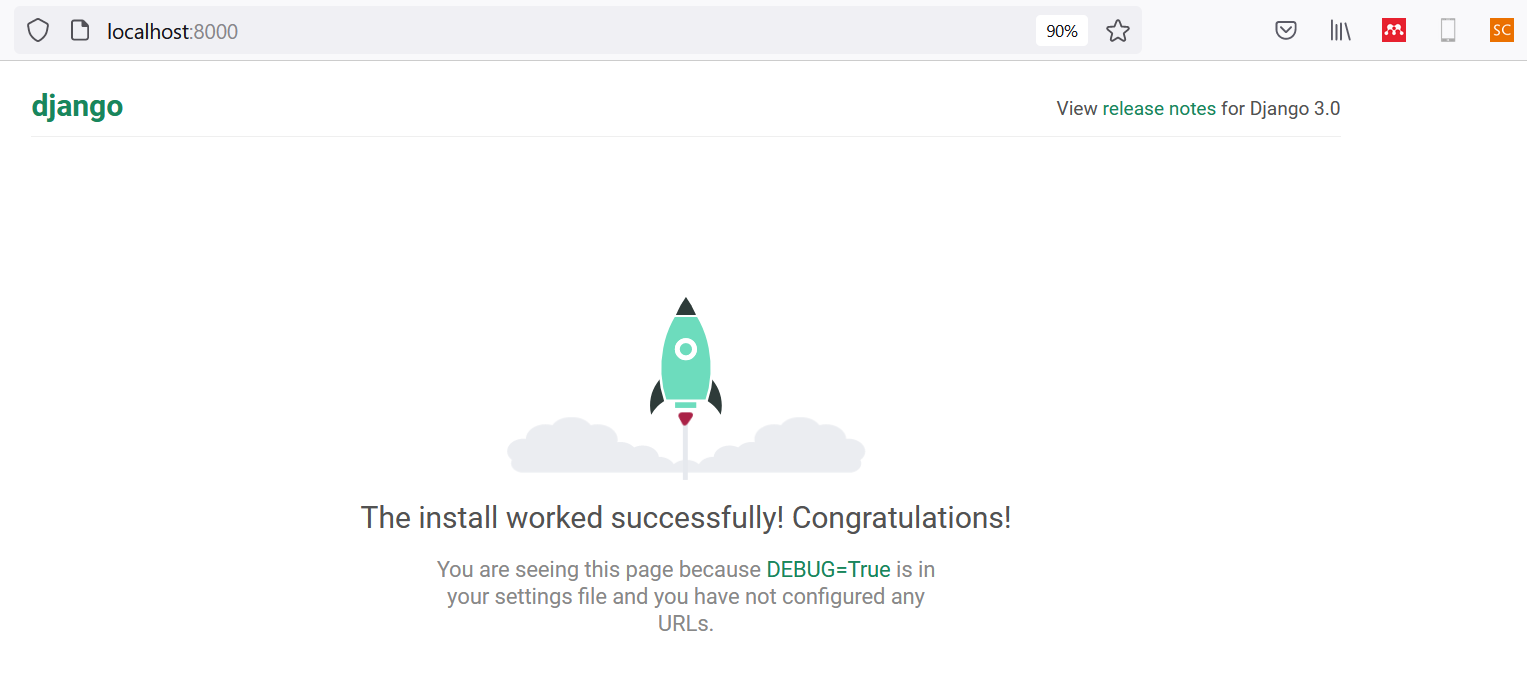 localhost:8000
90%
SC
django
View release notes for Django 3.0
The install worked successfully! Congratulations!
You are seeing this page because DEBUG=True is in
your settings file and you have not configured any
URLs.